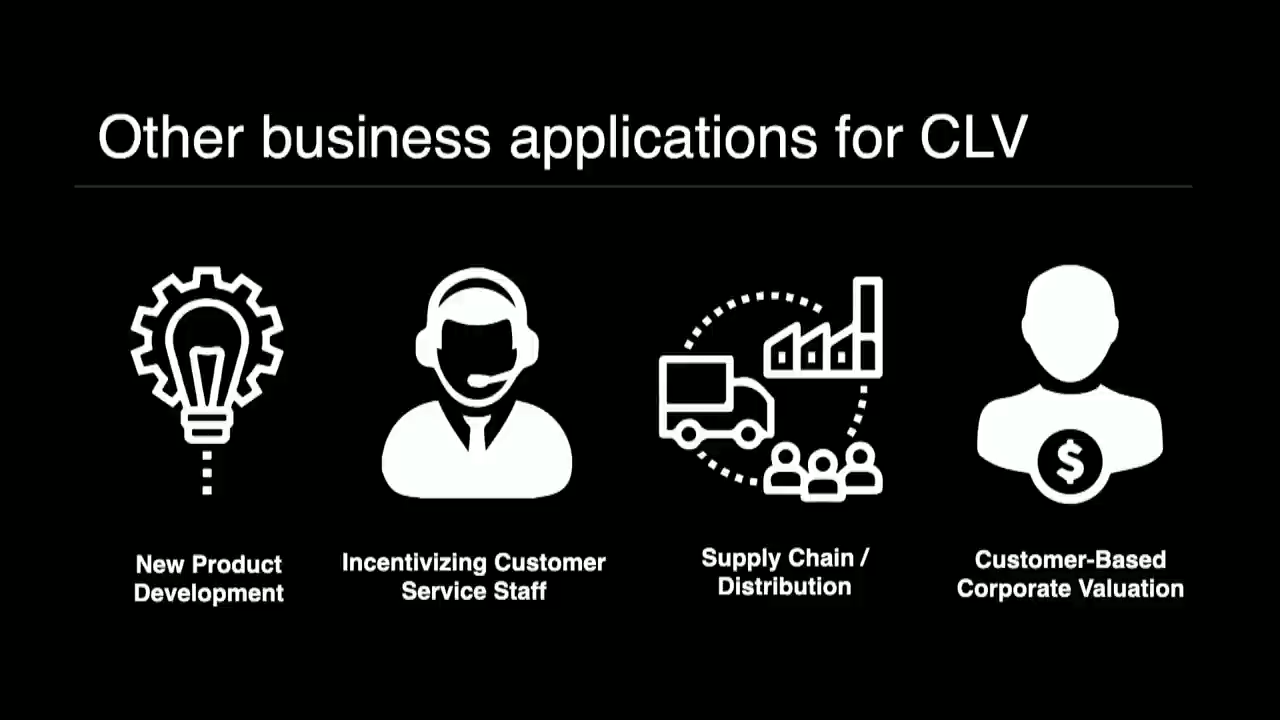 Other business applications for CLV
New Product
Development
Incentivizing Customer
Service Staff
Supply Chain /
Distribution
$
Customer-Based
Corporate Valuation